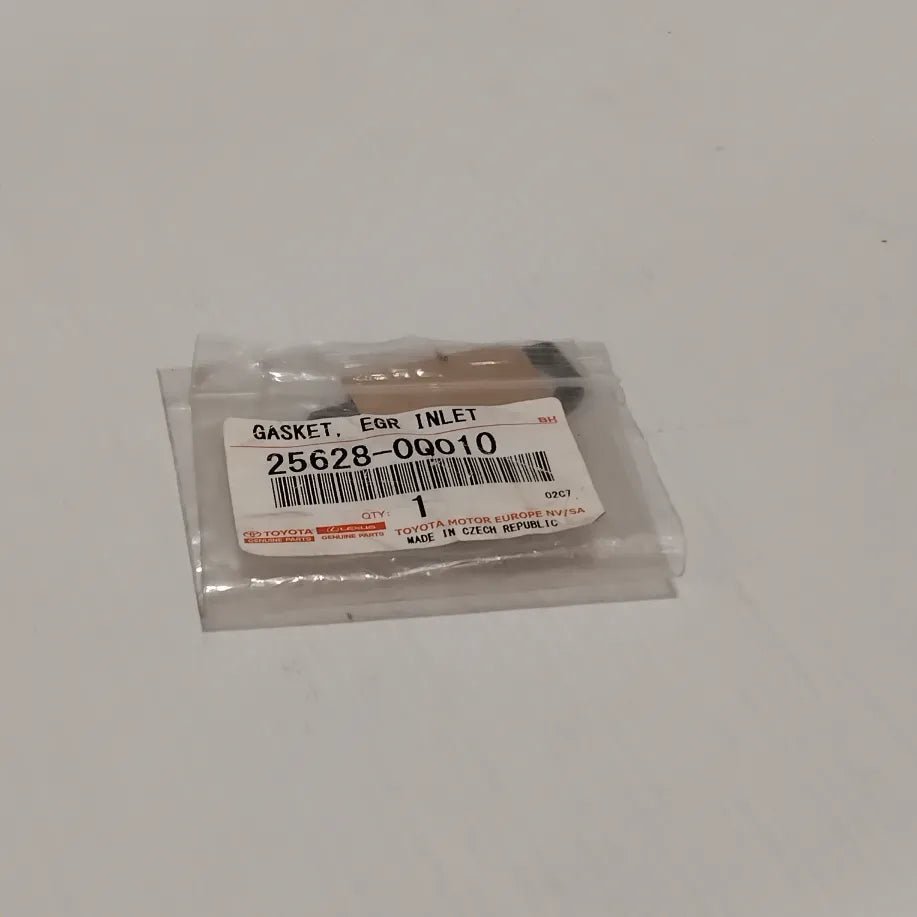 GASKET, EGR INLET
BH
25628-0Q010
02C7
QTY: 1
TOYOTA LEXUS TOYOTA MOTOR EUROPE NV/SA
GENUINE PARTS GENUINE PARTS MADE IN CZECH REPUBLIC